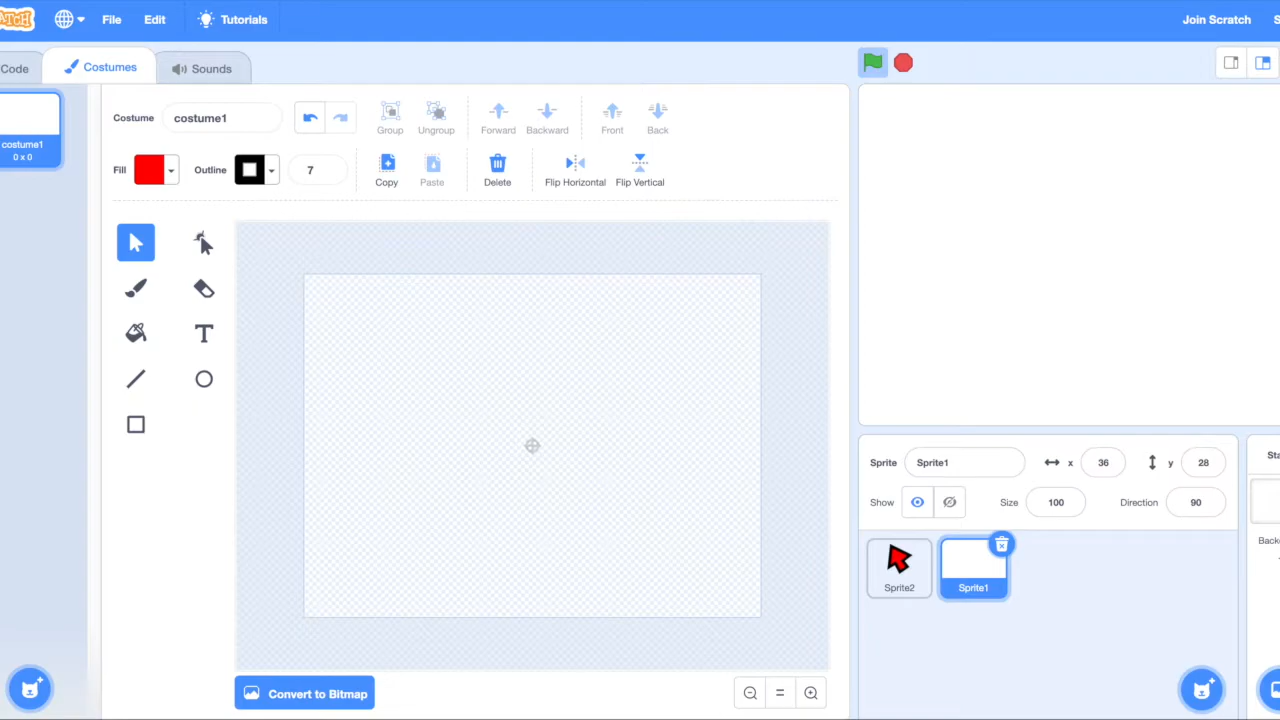 File Edit Tutorials Join Scratch
Code Costumes Sounds
Costume costume1 Group Ungroup Forward Backward Front Back
Fill Outline 7 Copy Paste Delete Flip Horizontal Flip Vertical
costume1
0 x 0
Convert to Bitmap
Sprite Sprite1 x 36 y 28
Show Size 100 Direction 90
Sprite2 Sprite1